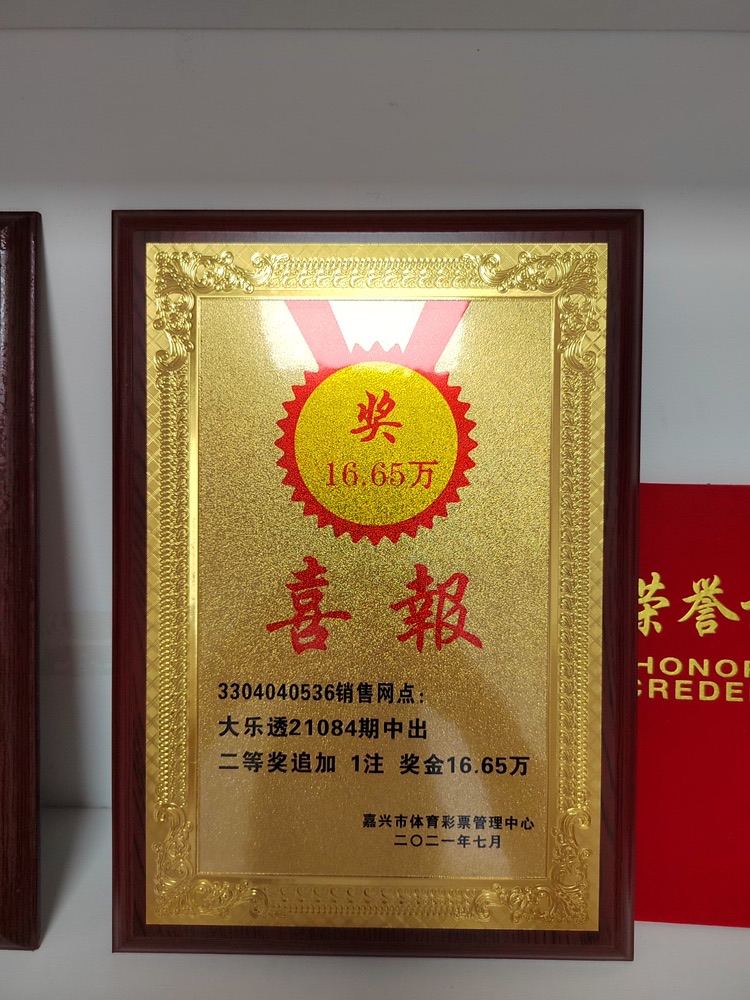 奖
16.65万
喜報
3304040536销售网点：
大乐透21084期中出
二等奖追加 1注 奖金16.65万
嘉兴市体育彩票管理中心
二〇二一年七月
荣誉
HONOR
CREDE